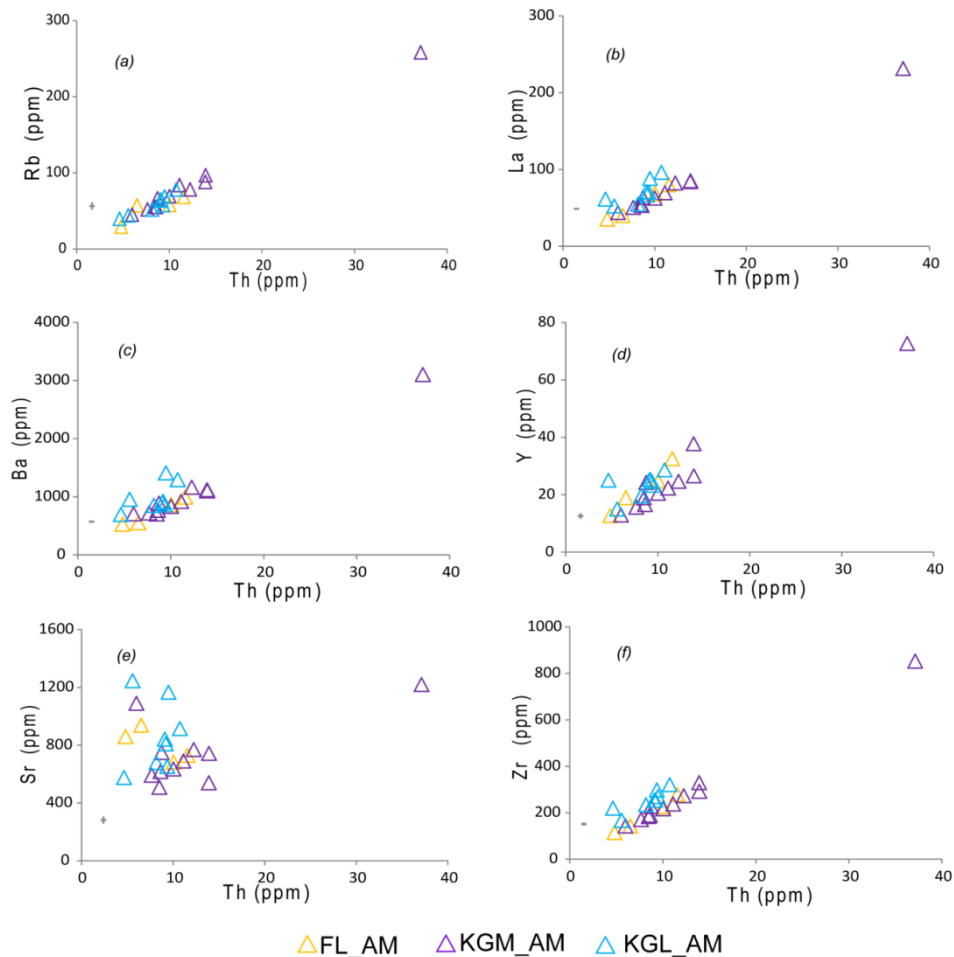 300
200
100
0
Rb (ppm)
(a)
0 10 20 30 40
Th (ppm)
300
200
100
0
La (ppm)
(b)
0 10 20 30 40
Th (ppm)
4000
3000
2000
1000
0
Ba (ppm)
(c)
0 10 20 30 40
Th (ppm)
80
60
40
20
0
Y (ppm)
(d)
0 10 20 30 40
Th (ppm)
1600
1200
800
400
0
Sr (ppm)
(e)
0 10 20 30 40
Th (ppm)
1000
800
600
400
200
0
Zr (ppm)
(f)
0 10 20 30 40
Th (ppm)
FL_AM KGM_AM KGL_AM